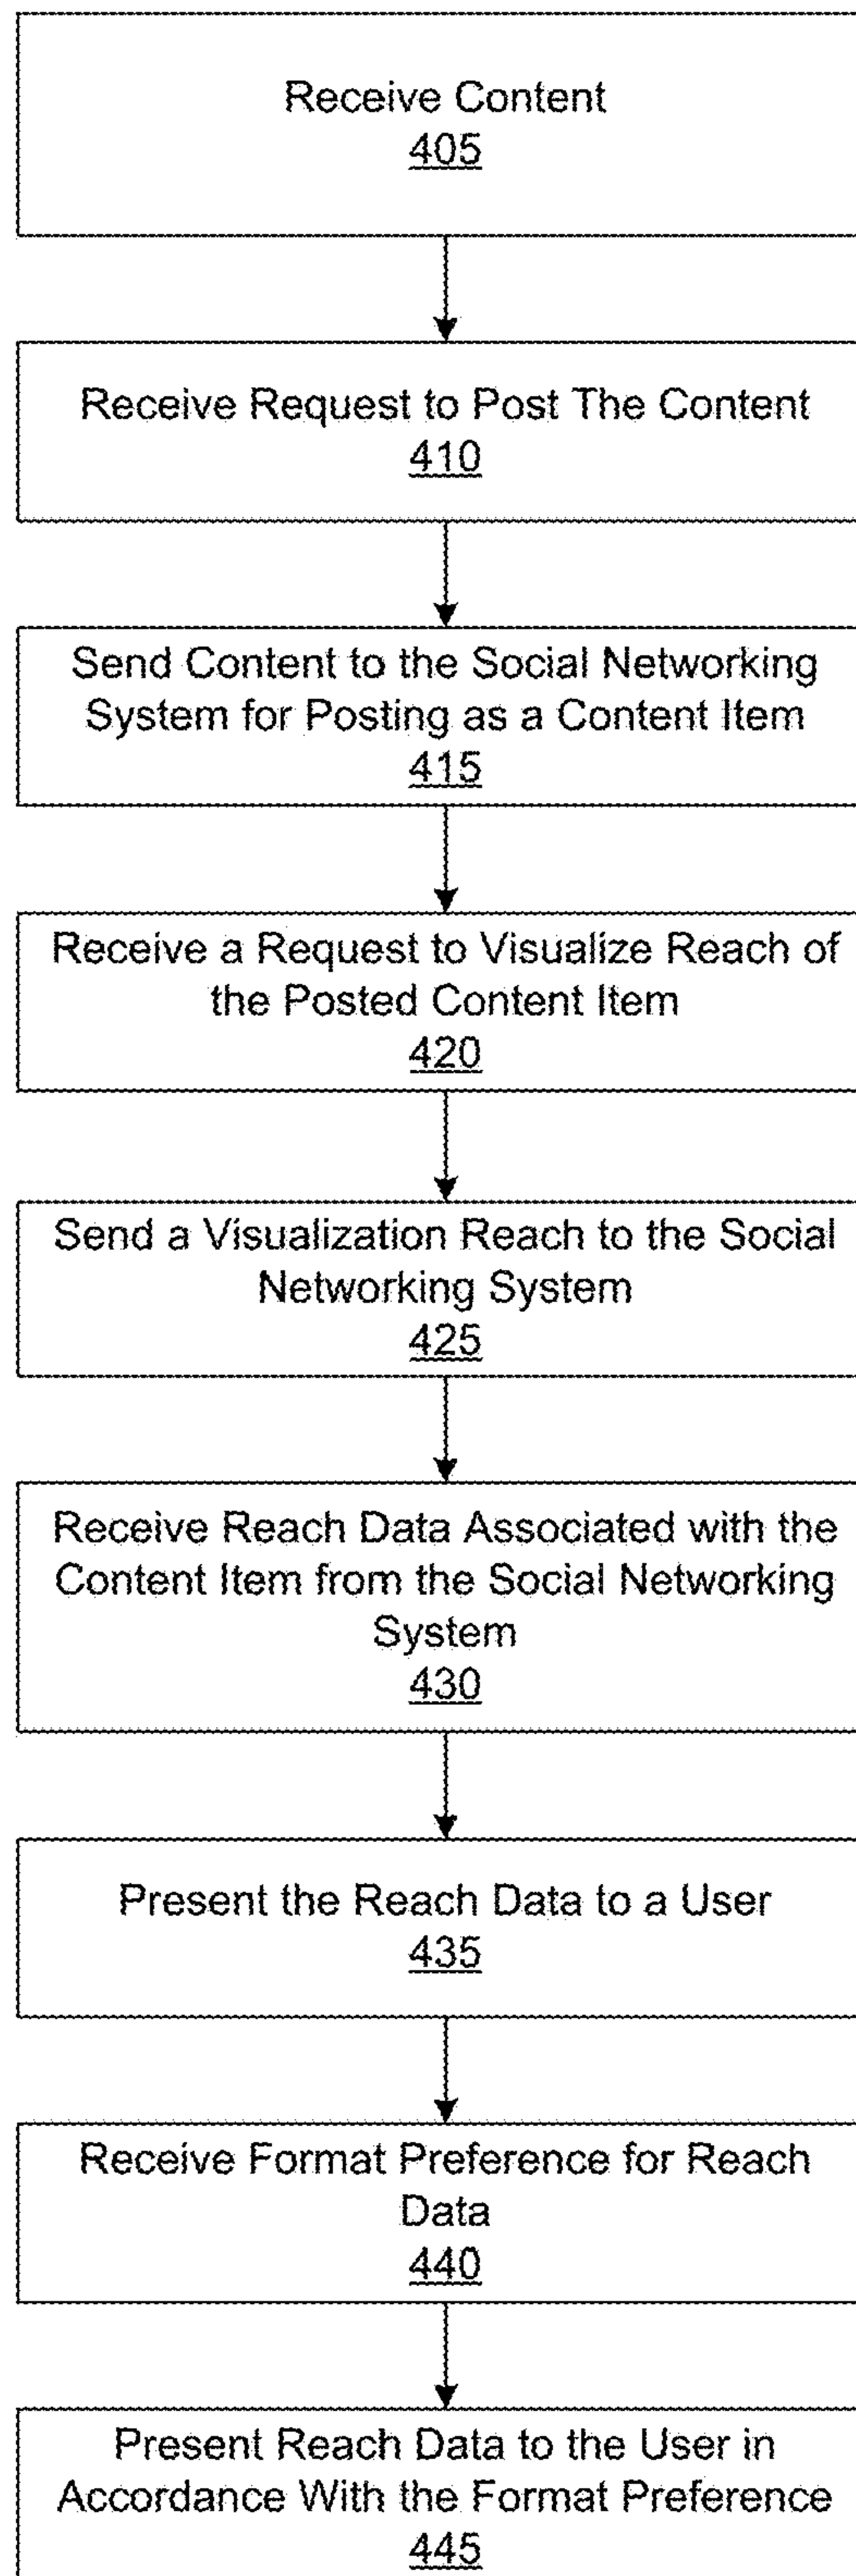 Receive Content
405
Receive Request to Post The Content
410
Send Content to the Social Networking
System for Posting as a Content Item
415
Receive a Request to Visualize Reach of
the Posted Content Item
420
Send a Visualization Reach to the Social
Networking System
425
Receive Reach Data Associated with the
Content Item from the Social Networking
System
430
Present the Reach Data to a User
435
Receive Format Preference for Reach
Data
440
Present Reach Data to the User in
Accordance With the Format Preference
445